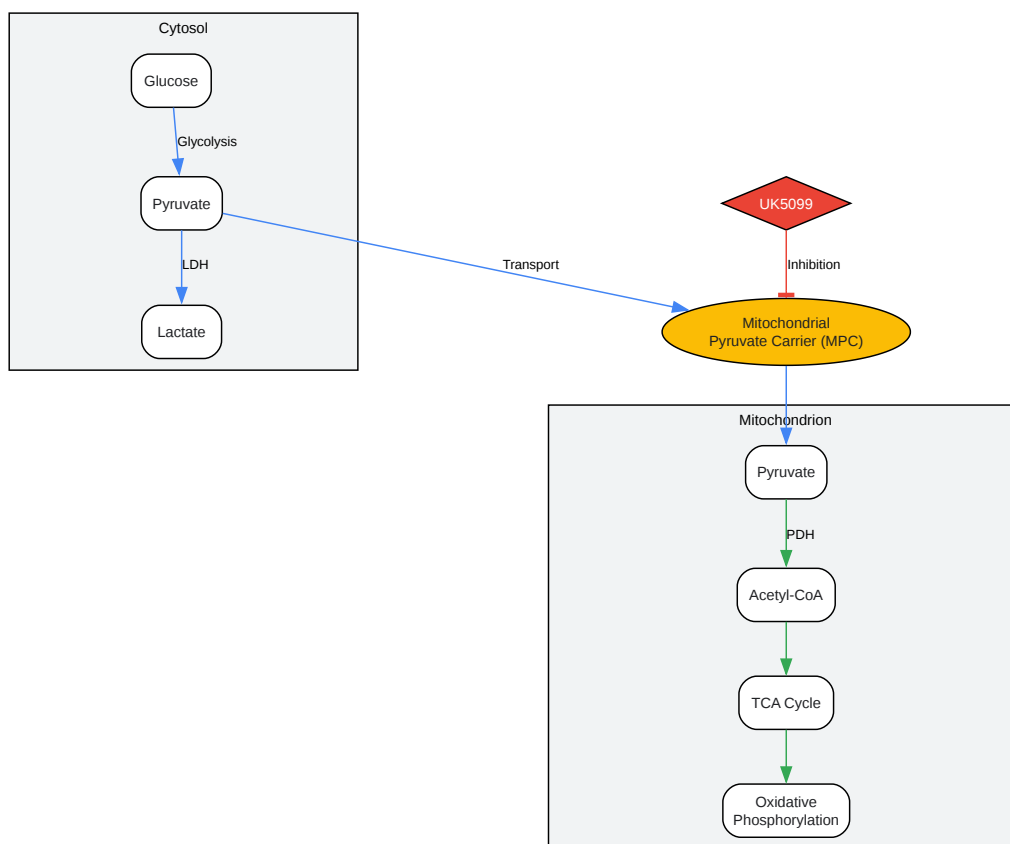 Cytosol
Glucose
Glycolysis
Pyruvate
LDH
Lactate
Transport
UK5099
Inhibition
Mitochondrial
Pyruvate Carrier (MPC)
Mitochondrion
Pyruvate
PDH
Acetyl-CoA
TCA Cycle
Oxidative
Phosphorylation